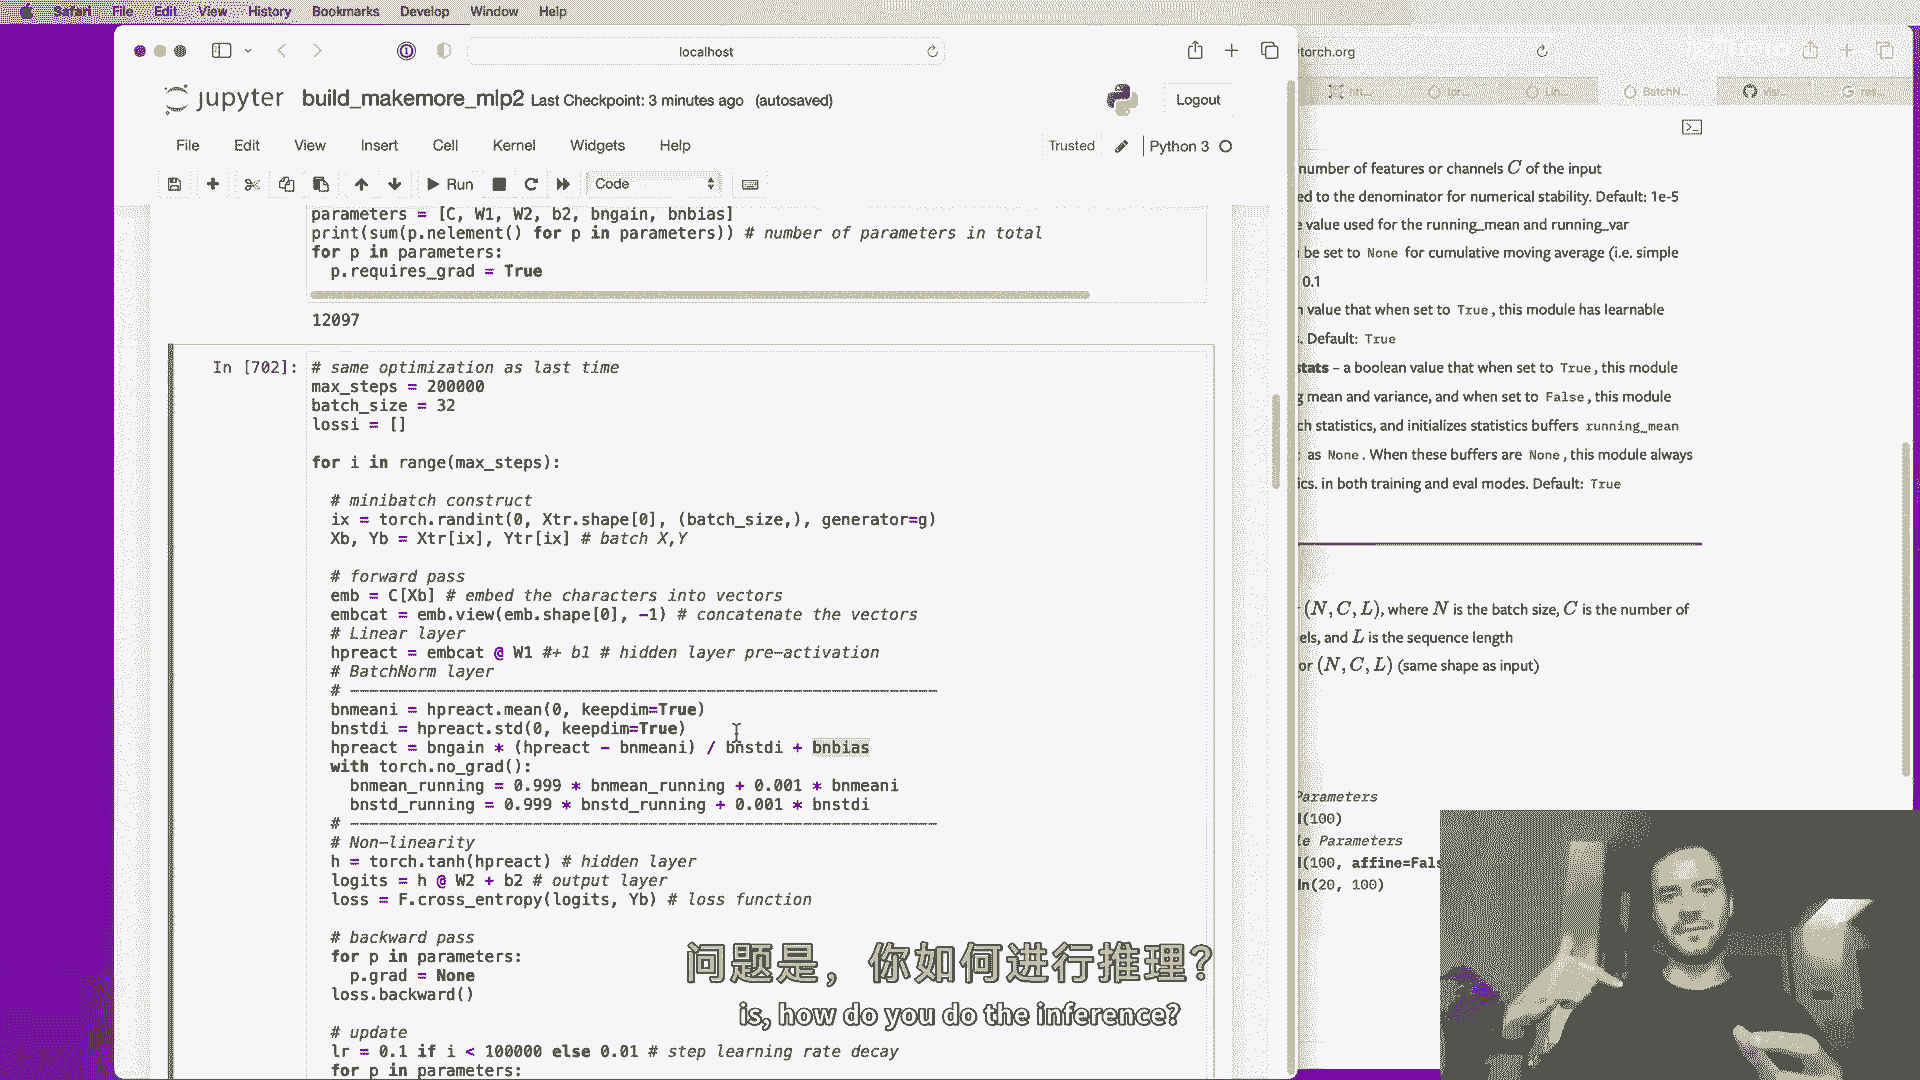 Safari File Edit View History Bookmarks Develop Window Help
localhost
torch.org
jupyter build_makemore_mlp2 Last Checkpoint: 3 minutes ago (autosaved)
Logout
File Edit View Insert Cell Kernel Widgets Help
Trusted Python 3
Run Code
parameters = [C, W1, W2, b2, bngain, bnbias]
print(sum(p.nelement() for p in parameters)) # number of parameters in total
for p in parameters:
  p.requires_grad = True
12097
In [702]:
# same optimization as last time
max_steps = 200000
batch_size = 32
lossi = []
for i in range(max_steps):
  # minibatch construct
  ix = torch.randint(0, Xtr.shape[0], (batch_size,), generator=g)
  Xb, Yb = Xtr[ix], Ytr[ix] # batch X,Y
  # forward pass
  emb = C[Xb] # embed the characters into vectors
  embcat = emb.view(emb.shape[0], -1) # concatenate the vectors
  # Linear layer
  hpreact = embcat @ W1 #+ b1 # hidden layer pre-activation
  # BatchNorm layer
  # -------------------------------------------------------------
  bnmeani = hpreact.mean(0, keepdim=True)
  bnstdi = hpreact.std(0, keepdim=True)
  hpreact = bngain * (hpreact - bnmeani) / bnstdi + bnbias
  with torch.no_grad():
    bnmean_running = 0.999 * bnmean_running + 0.001 * bnmeani
    bnstd_running = 0.999 * bnstd_running + 0.001 * bnstdi
  # -------------------------------------------------------------
  # Non-linearity
  h = torch.tanh(hpreact) # hidden layer
  logits = h @ W2 + b2 # output layer
  loss = F.cross_entropy(logits, Yb) # loss function
  # backward pass
  for p in parameters:
    p.grad = None
  loss.backward()
  # update
  lr = 0.1 if i < 100000 else 0.01 # step learning rate decay
  for p in parameters:
htt... tor... Lin... BatchN... vis... res...
number of features or channels C of the input
ed to the denominator for numerical stability. Default: 1e-5
e value used for the running_mean and running_var
be set to None for cumulative moving average (i.e. simple
0.1
n value that when set to True, this module has learnable
. Default: True
stats – a boolean value that when set to True, this module
g mean and variance, and when set to False, this module
ch statistics, and initializes statistics buffers running_mean
as None. When these buffers are None, this module always
ics. in both training and eval modes. Default: True
(N, C, L), where N is the batch size, C is the number of
els, and L is the sequence length
or (N, C, L) (same shape as input)
Parameters
d(100)
le Parameters
d(100, affine=Fals
dn(20, 100)
问题是，你如何进行推理？
is, how do you do the inference?